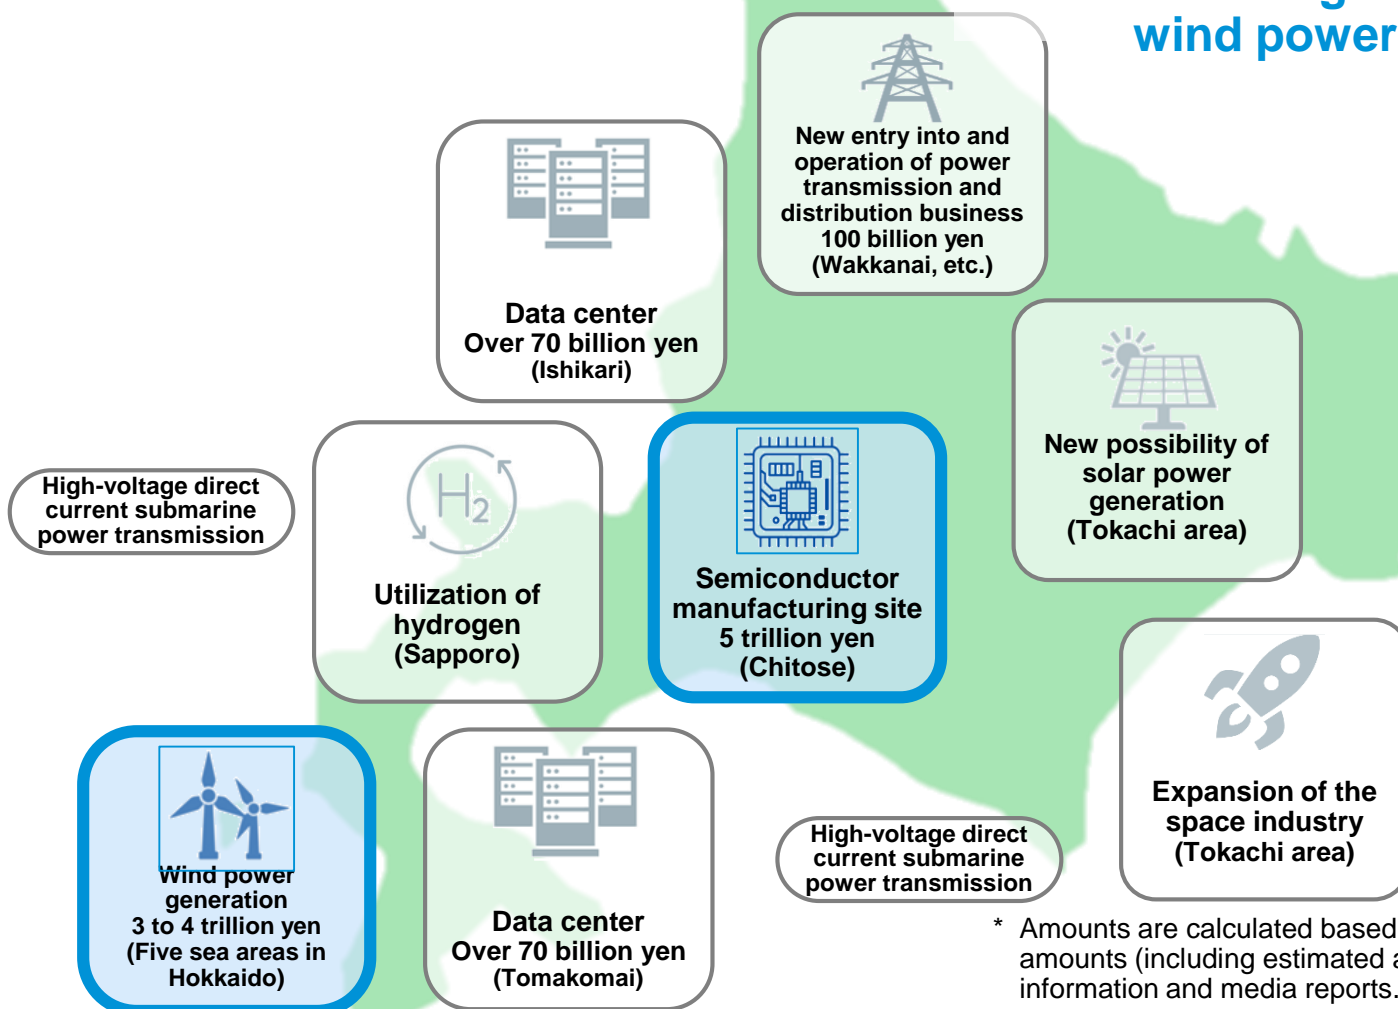 wind power
New entry into and
operation of power
transmission and
distribution business
100 billion yen
(Wakkanai, etc.)
Data center
Over 70 billion yen
(Ishikari)
New possibility of
solar power
generation
(Tokachi area)
High-voltage direct
current submarine
power transmission
H2
Utilization of
hydrogen
(Sapporo)
Semiconductor
manufacturing site
5 trillion yen
(Chitose)
Expansion of the
space industry
(Tokachi area)
Wind power
generation
3 to 4 trillion yen
(Five sea areas in
Hokkaido)
Data center
Over 70 billion yen
(Tomakomai)
High-voltage direct
current submarine
power transmission
* Amounts are calculated based
amounts (including estimated
information and media reports.